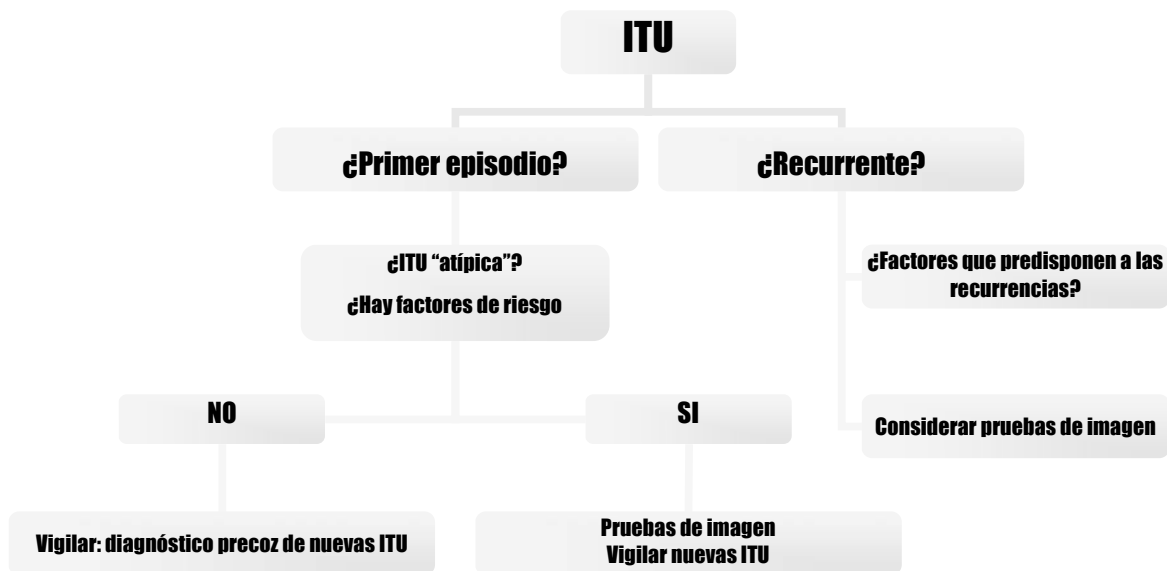 ITU
¿Primer episodio?
¿Recurrente?
¿ITU “atípica”?
¿Hay factores de riesgo
¿Factores que predisponen a las
recurrencias?
NO
SI
Considerar pruebas de imagen
Vigilar: diagnóstico precoz de nuevas ITU
Pruebas de imagen
Vigilar nuevas ITU